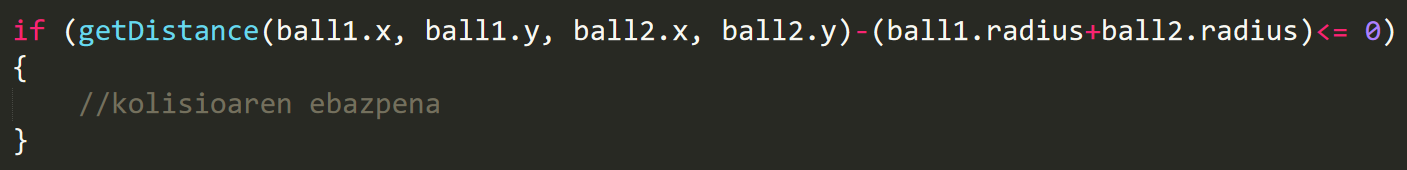 if (getDistance(ball1.x, ball1.y, ball2.x, ball2.y)-(ball1.radius+ball2.radius)<= 0)
{
    //kolisioaren ebazpena
}